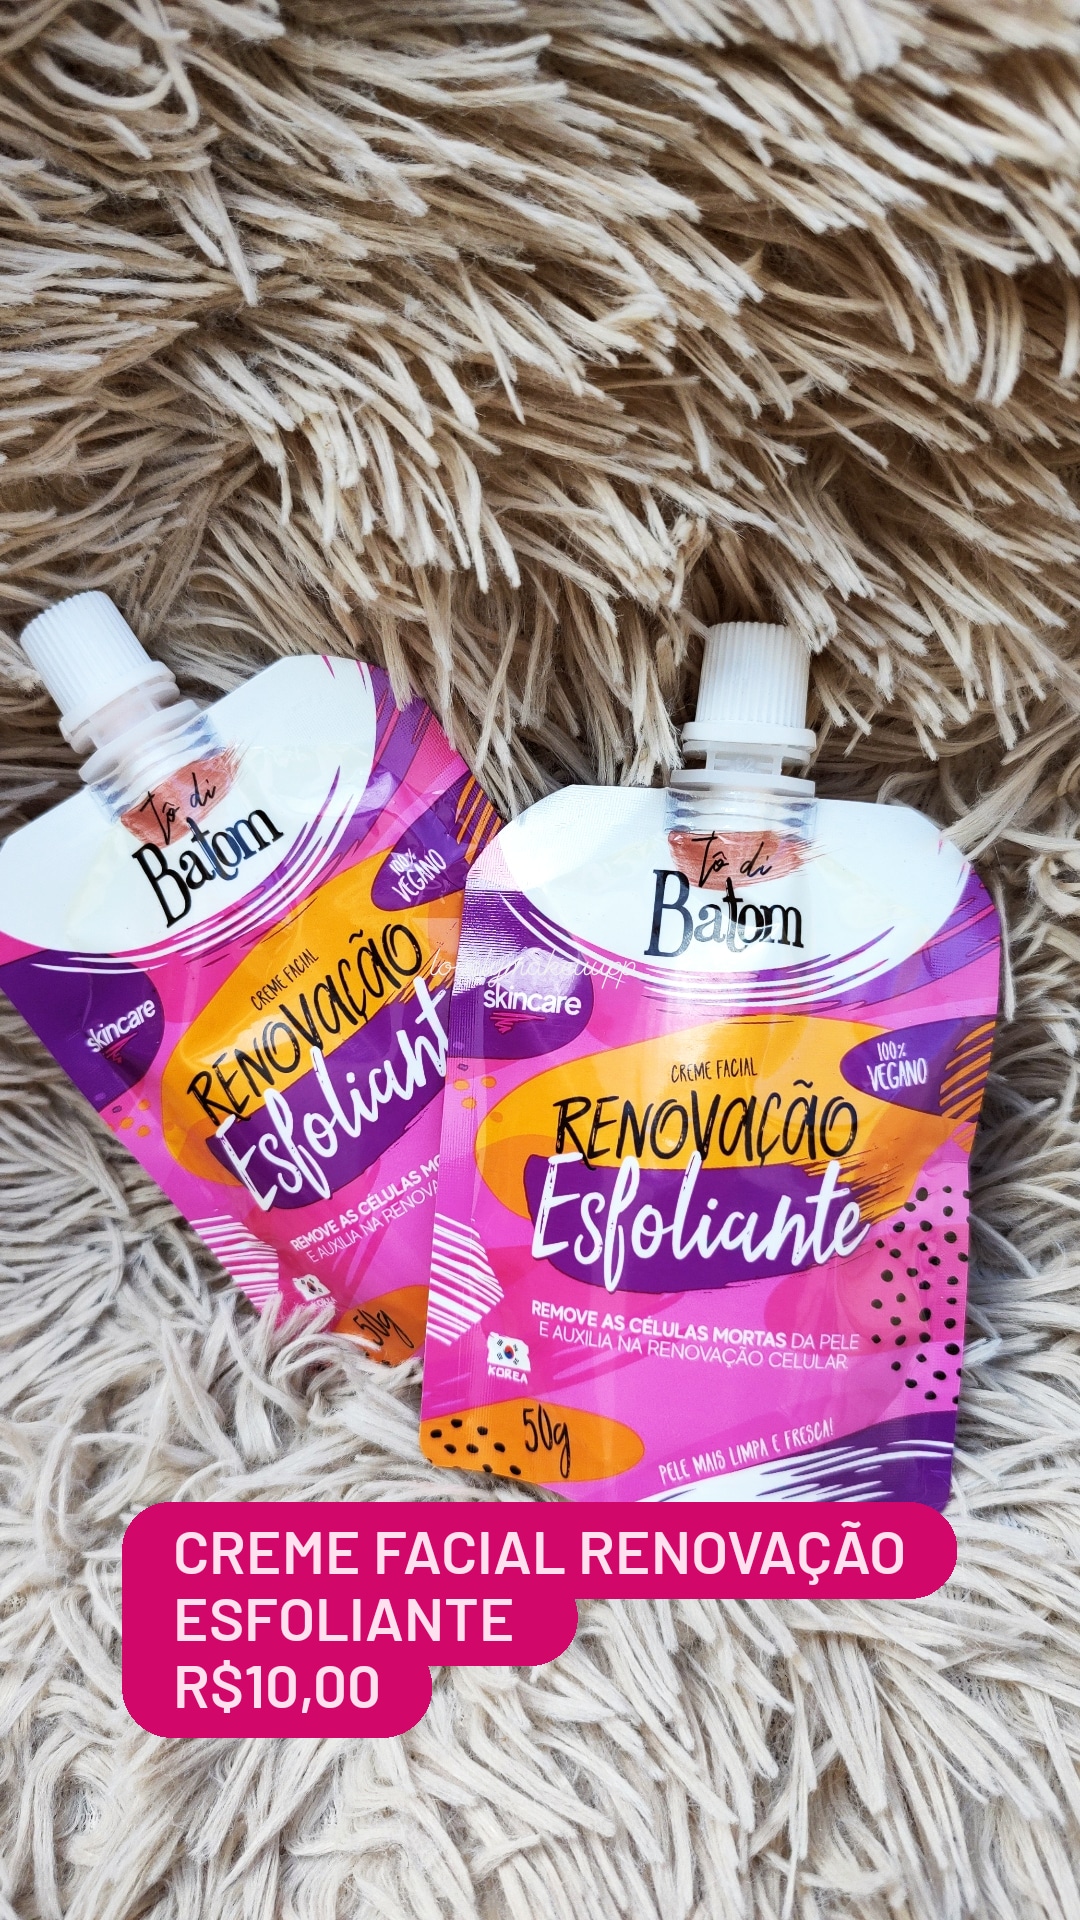 tô di
Batom
100%
VEGANO
CREME FACIAL
RENOVAÇÃO
Esfoliante
skincare
REMOVE AS CÉLULAS
E AUXILIA NA
50g
tô di
Batom
skincare
100%
VEGANO
CREME FACIAL
RENOVAÇÃO
Esfoliante
REMOVE AS CÉLULAS MORTAS DA PELE
E AUXILIA NA RENOVAÇÃO CELULAR
KOREA
50g
PELE MAIS LIMPA E FRESCA!
CREME FACIAL RENOVAÇÃO
ESFOLIANTE
R$10,00